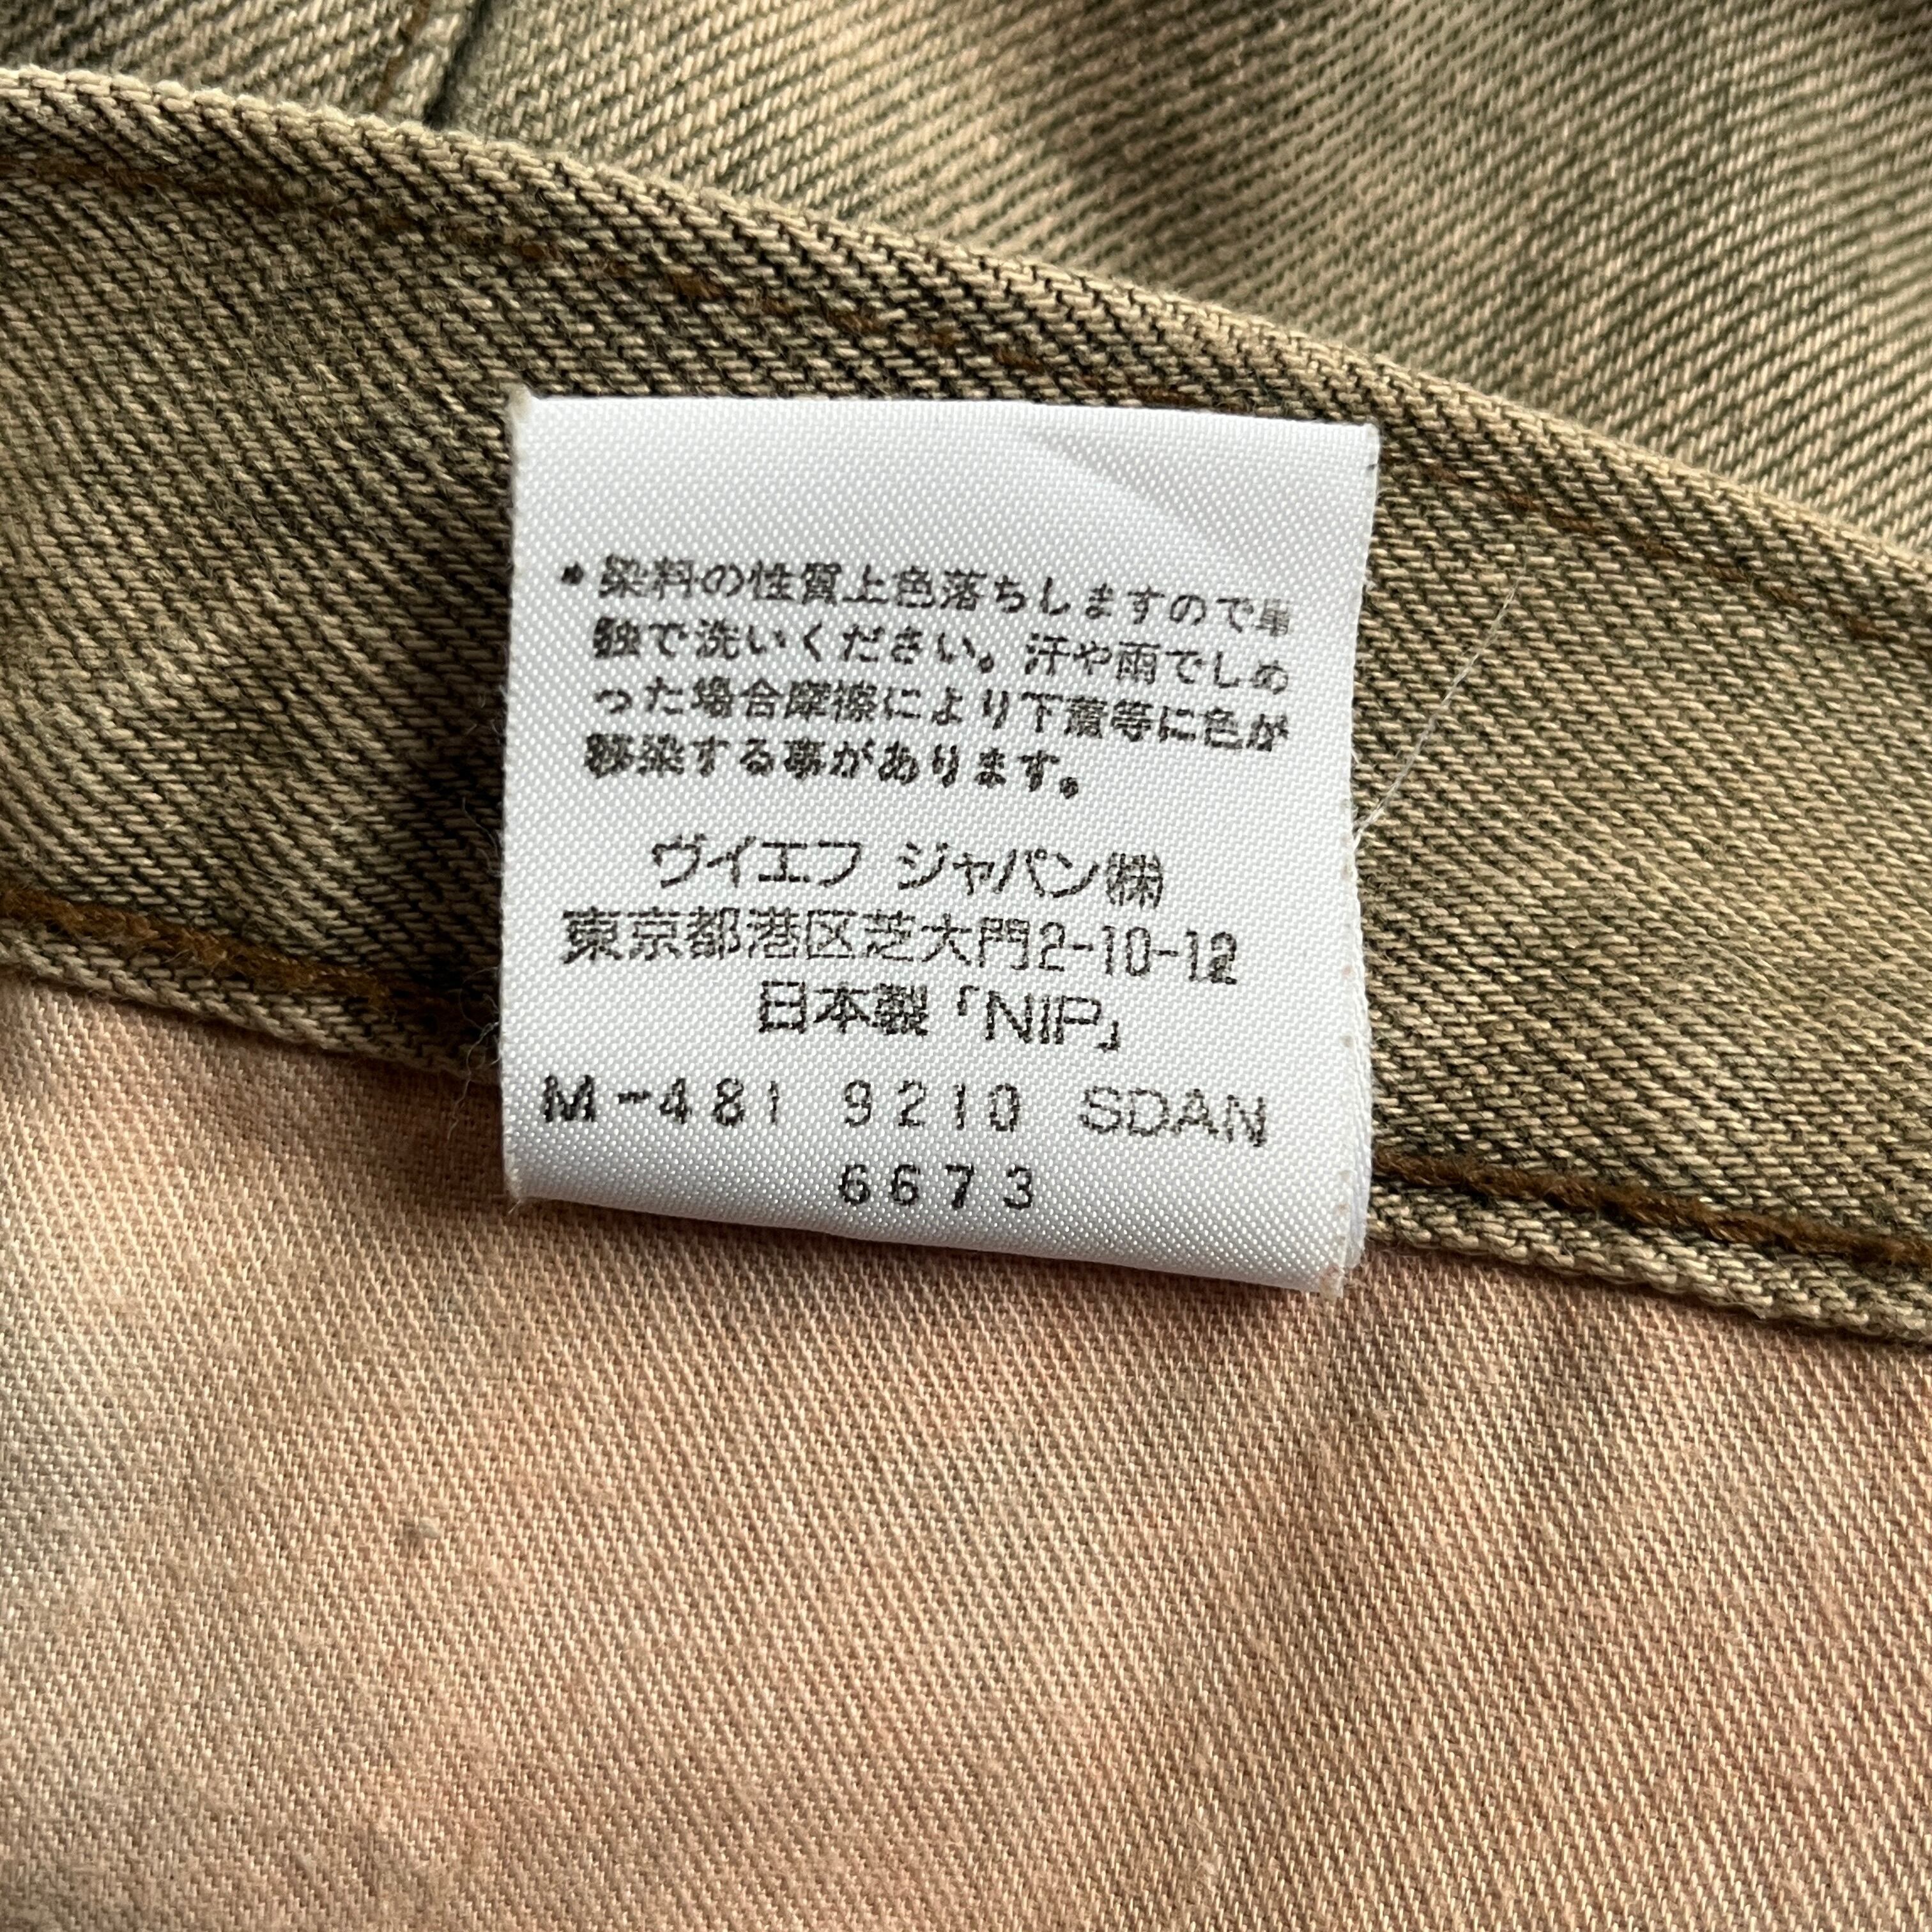 ・染料の性質上色落ちしますので単
独で洗いください。汗や雨でしめ
った場合摩擦により下着等に色が
移染する事があります。
ヴイエフ ジャパン㈱
東京都港区芝大門2-10-12
日本製「NIP」
M-481 9210 SDAN
6673